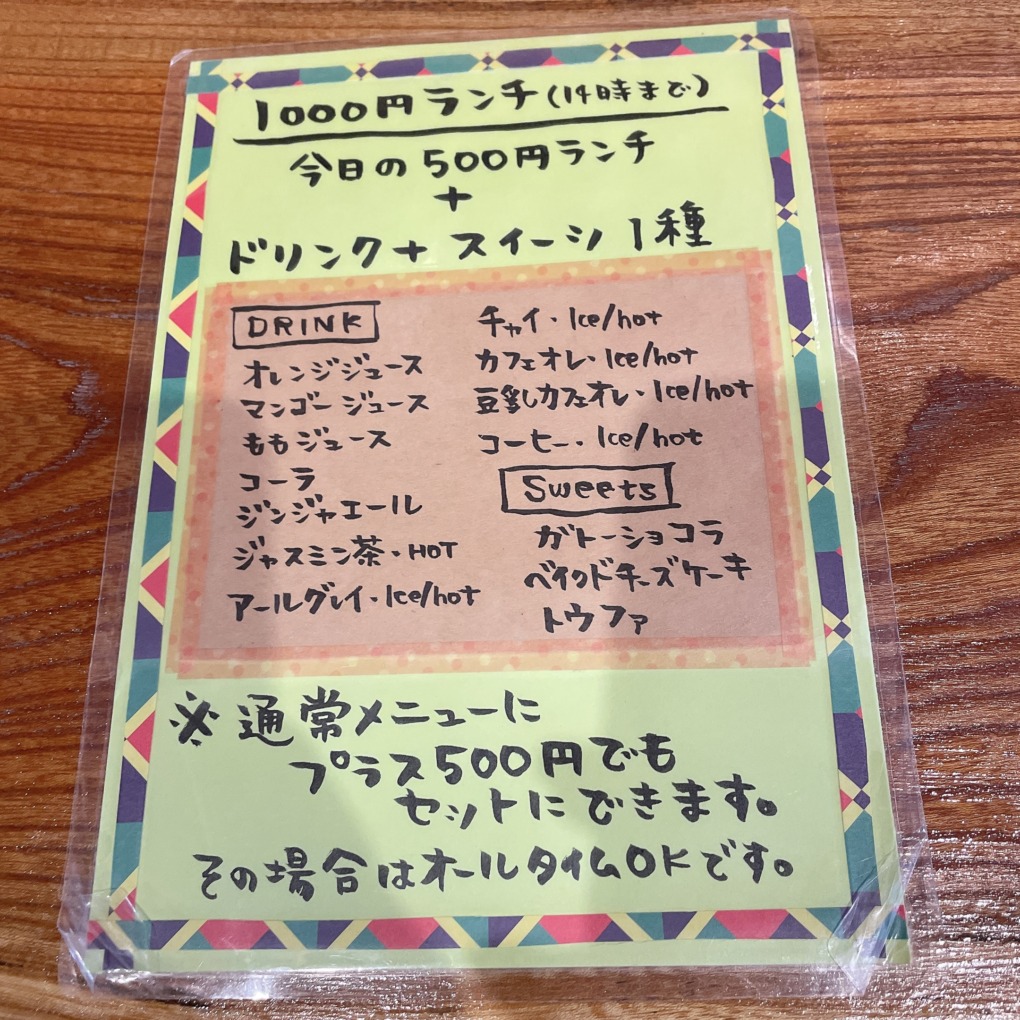 1000円ランチ(14時まで)
今日の500円ランチ
+
ドリンク+スイーツ1種
DRINK
オレンジジュース
マンゴージュース
ももジュース
コーラ
ジンジャエール
ジャスミン茶・HOT
アールグレイ・Ice/hot
チャイ・Ice/hot
カフェオレ・Ice/hot
豆乳カフェオレ・Ice/hot
コーヒー・Ice/hot
Sweets
ガトーショコラ
ベイクドチーズケーキ
トウファ
※通常メニューに
プラス500円でも
セットにできます。
その場合はオールタイムOKです。